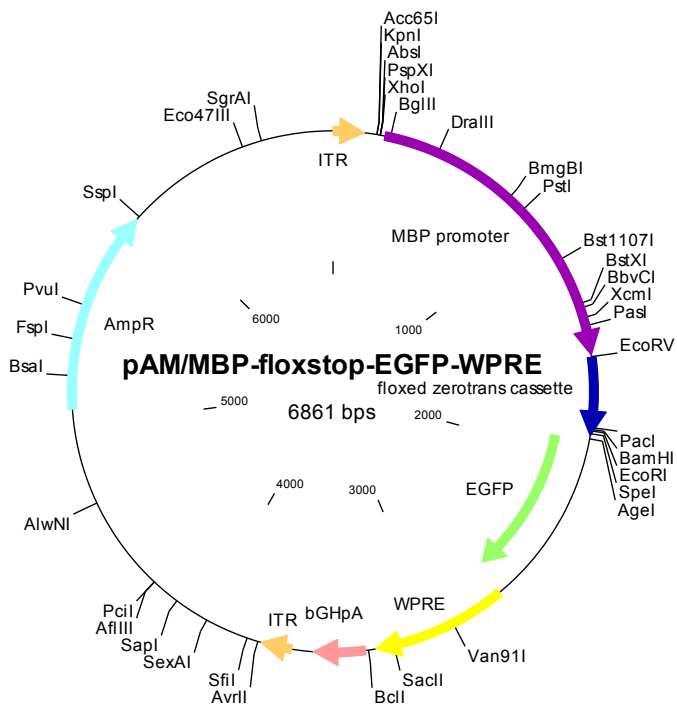 Acc65I
KpnI
AbsI
PspXI
XhoI
BglII
SgrAI
Eco47III
ITR
DraIII
BmgBI
PstI
SspI
MBP promoter
Bst1107I
BstXI
BbvCI
XcmI
PasI
PvuI
FspI
BsaI
AmpR
I
6000
1000
pAM/MBP-floxstop-EGFP-WPRE
EcoRV
floxed zerotrans cassette
6861 bps
5000
2000
PacI
BamHI
EcoRI
SpeI
AgeI
EGFP
4000
3000
AlwNI
PciI
AflIII
SapI
SexAI
SfiI
AvrII
ITR
bGHpA
WPRE
Van91I
SacII
BclI